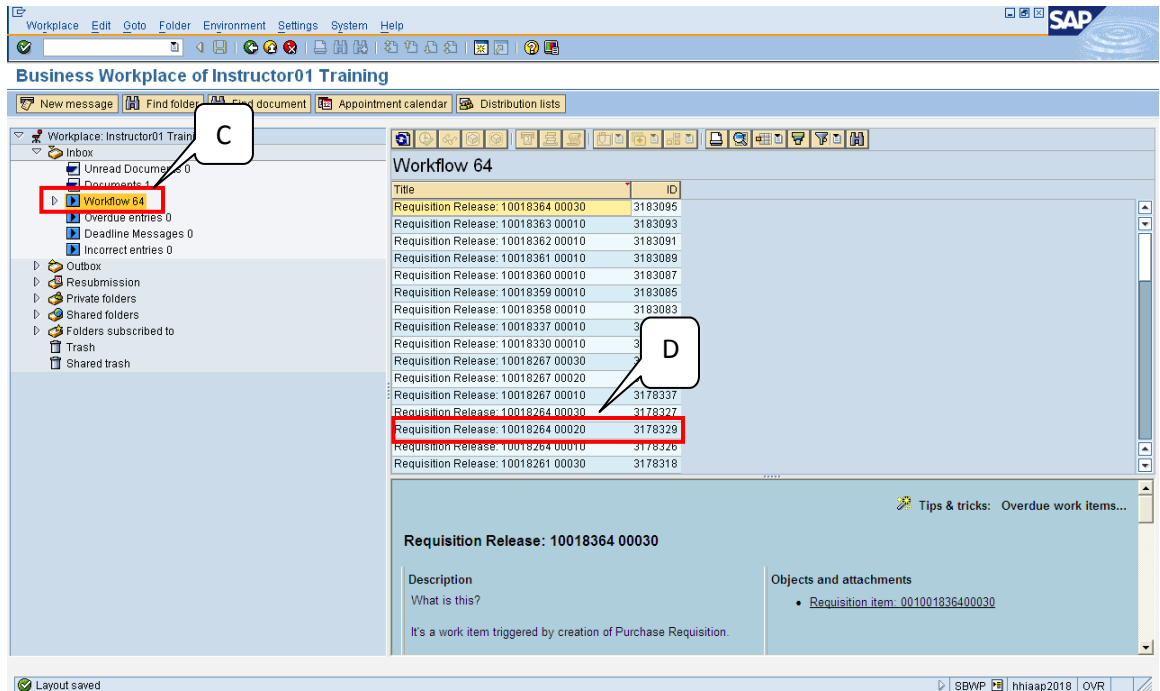 Workplace Edit Goto Folder Environment Settings System Help
SAP
Business Workplace of Instructor01 Training
New message Find folder Find document Appointment calendar Distribution lists
Workplace: Instructor01
Inbox
Unread Documents 0
Documents 1
Workflow 64
Overdue entries 0
Deadline Messages 0
Incorrect entries 0
Outbox
Resubmission
Private folders
Shared folders
Folders subscribed to
Trash
Shared trash
C
Workflow 64
Title ID
Requisition Release: 10018364 00030 3183095
Requisition Release: 10018363 00010 3183093
Requisition Release: 10018362 00010 3183091
Requisition Release: 10018361 00010 3183089
Requisition Release: 10018360 00010 3183087
Requisition Release: 10018359 00010 3183085
Requisition Release: 10018358 00010 3183083
Requisition Release: 10018337 00010
Requisition Release: 10018330 00010
Requisition Release: 10018267 00030
Requisition Release: 10018267 00020
Requisition Release: 10018267 00010 3178337
Requisition Release: 10018264 00030 3178327
Requisition Release: 10018264 00020 3178329
Requisition Release: 10018264 00010 3178326
Requisition Release: 10018261 00030 3178318
D
Tips & tricks: Overdue work items...
Requisition Release: 10018364 00030
Description
What is this?
It's a work item triggered by creation of Purchase Requisition.
Objects and attachments
Requisition item: 001001836400030
Layout saved
SBWP hhiaap2018 OVR